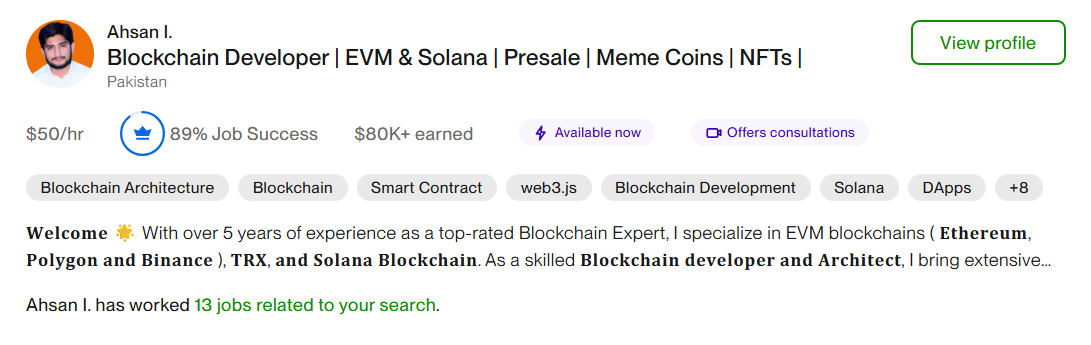 Ahsan I.
Blockchain Developer | EVM & Solana | Presale | Meme Coins | NFTs |
Pakistan
View profile
$50/hr
89% Job Success
$80K+ earned
Available now
Offers consultations
Blockchain Architecture
Blockchain
Smart Contract
web3.js
Blockchain Development
Solana
DApps
+8
𝗪𝗲𝗹𝗰𝗼𝗺𝗲 🌟 With over 5 years of experience as a top-rated Blockchain Expert, I specialize in EVM blockchains ( Ethereum,
Polygon and Binance ), TRX, and Solana Blockchain. As a skilled Blockchain developer and Architect, I bring extensive...
Ahsan I. has worked 13 jobs related to your search.